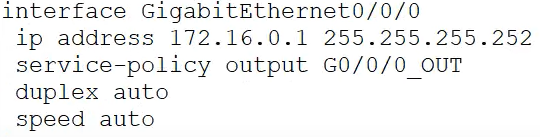 interface GigabitEthernet0/0/0
ip address 172.16.0.1 255.255.255.252
service-policy output G0/0/0_OUT
duplex auto
speed auto